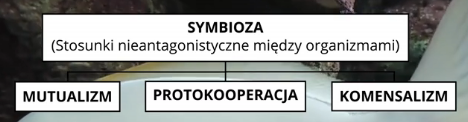 SYMBIOZA
(Stosunki nieantagonistyczne między organizmami)
MUTUALIZM
PROTOKOOPERACJA
KOMENSALIZM